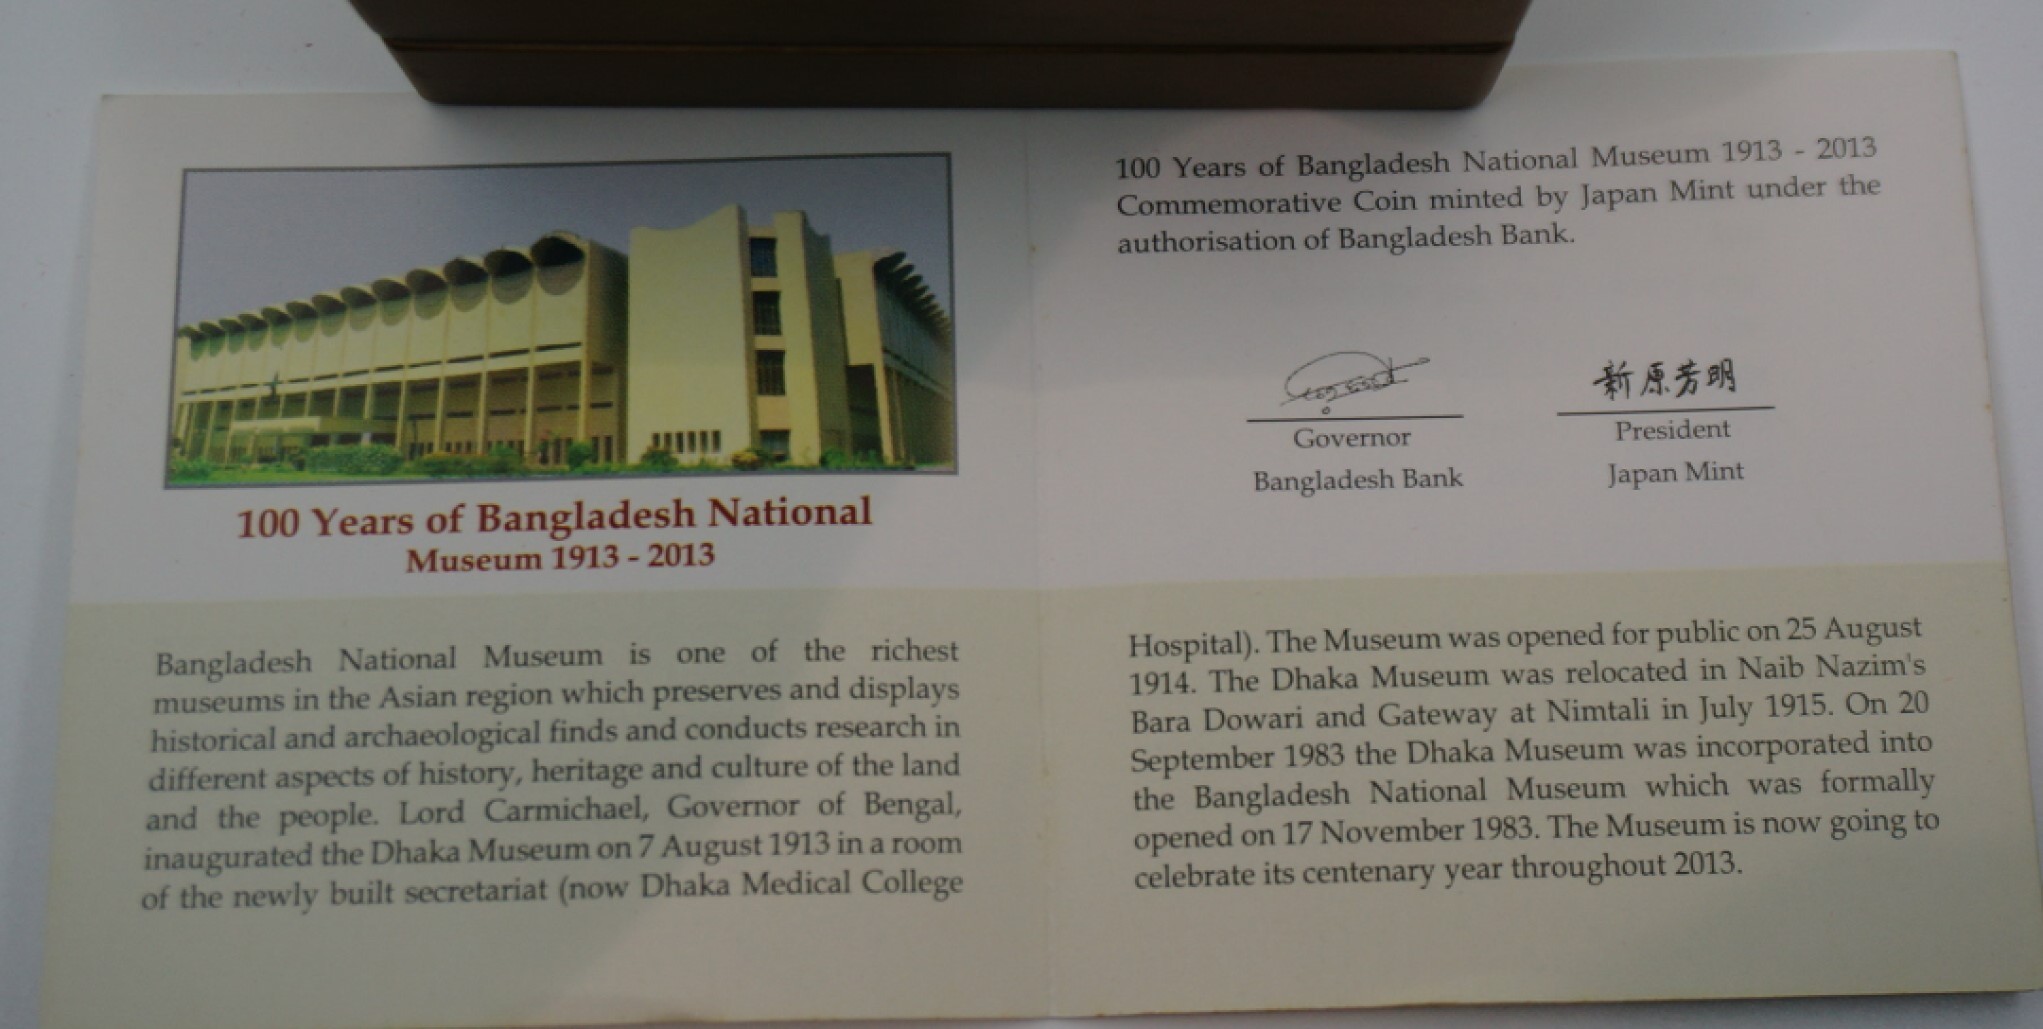 100 Years of Bangladesh National
Museum 1913 - 2013
Bangladesh National Museum is one of the richest
museums in the Asian region which preserves and displays
historical and archaeological finds and conducts research in
different aspects of history, heritage and culture of the land
and the people. Lord Carmichael, Governor of Bengal,
inaugurated the Dhaka Museum on 7 August 1913 in a room
of the newly built secretariat (now Dhaka Medical College
100 Years of Bangladesh National Museum 1913 - 2013
Commemorative Coin minted by Japan Mint under the
authorisation of Bangladesh Bank.
新原芳明
Governor
Bangladesh Bank
President
Japan Mint
Hospital). The Museum was opened for public on 25 August
1914. The Dhaka Museum was relocated in Naib Nazim's
Bara Dowari and Gateway at Nimtali in July 1915. On 20
September 1983 the Dhaka Museum was incorporated into
the Bangladesh National Museum which was formally
opened on 17 November 1983. The Museum is now going to
celebrate its centenary year throughout 2013.